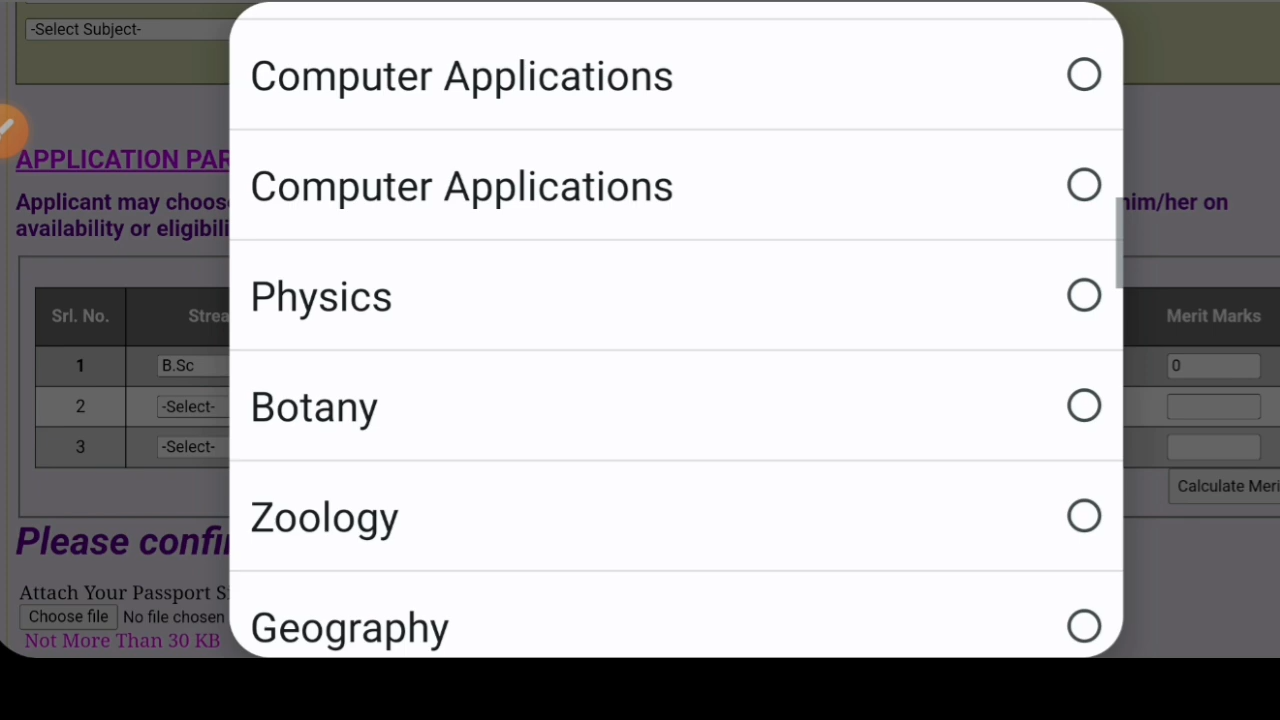 -Select Subject-
Computer Applications
Computer Applications
APPLICATION PAR
Applicant may choos
him/her on
availability or eligibili
Physics
Srl. No.
Strea
Merit Marks
1
B.Sc
0
Botany
2
-Select-
3
-Select-
Calculate Meri
Zoology
Please confi
Attach Your Passport S
Choose file
No file chosen
Geography
Not More Than 30 KB